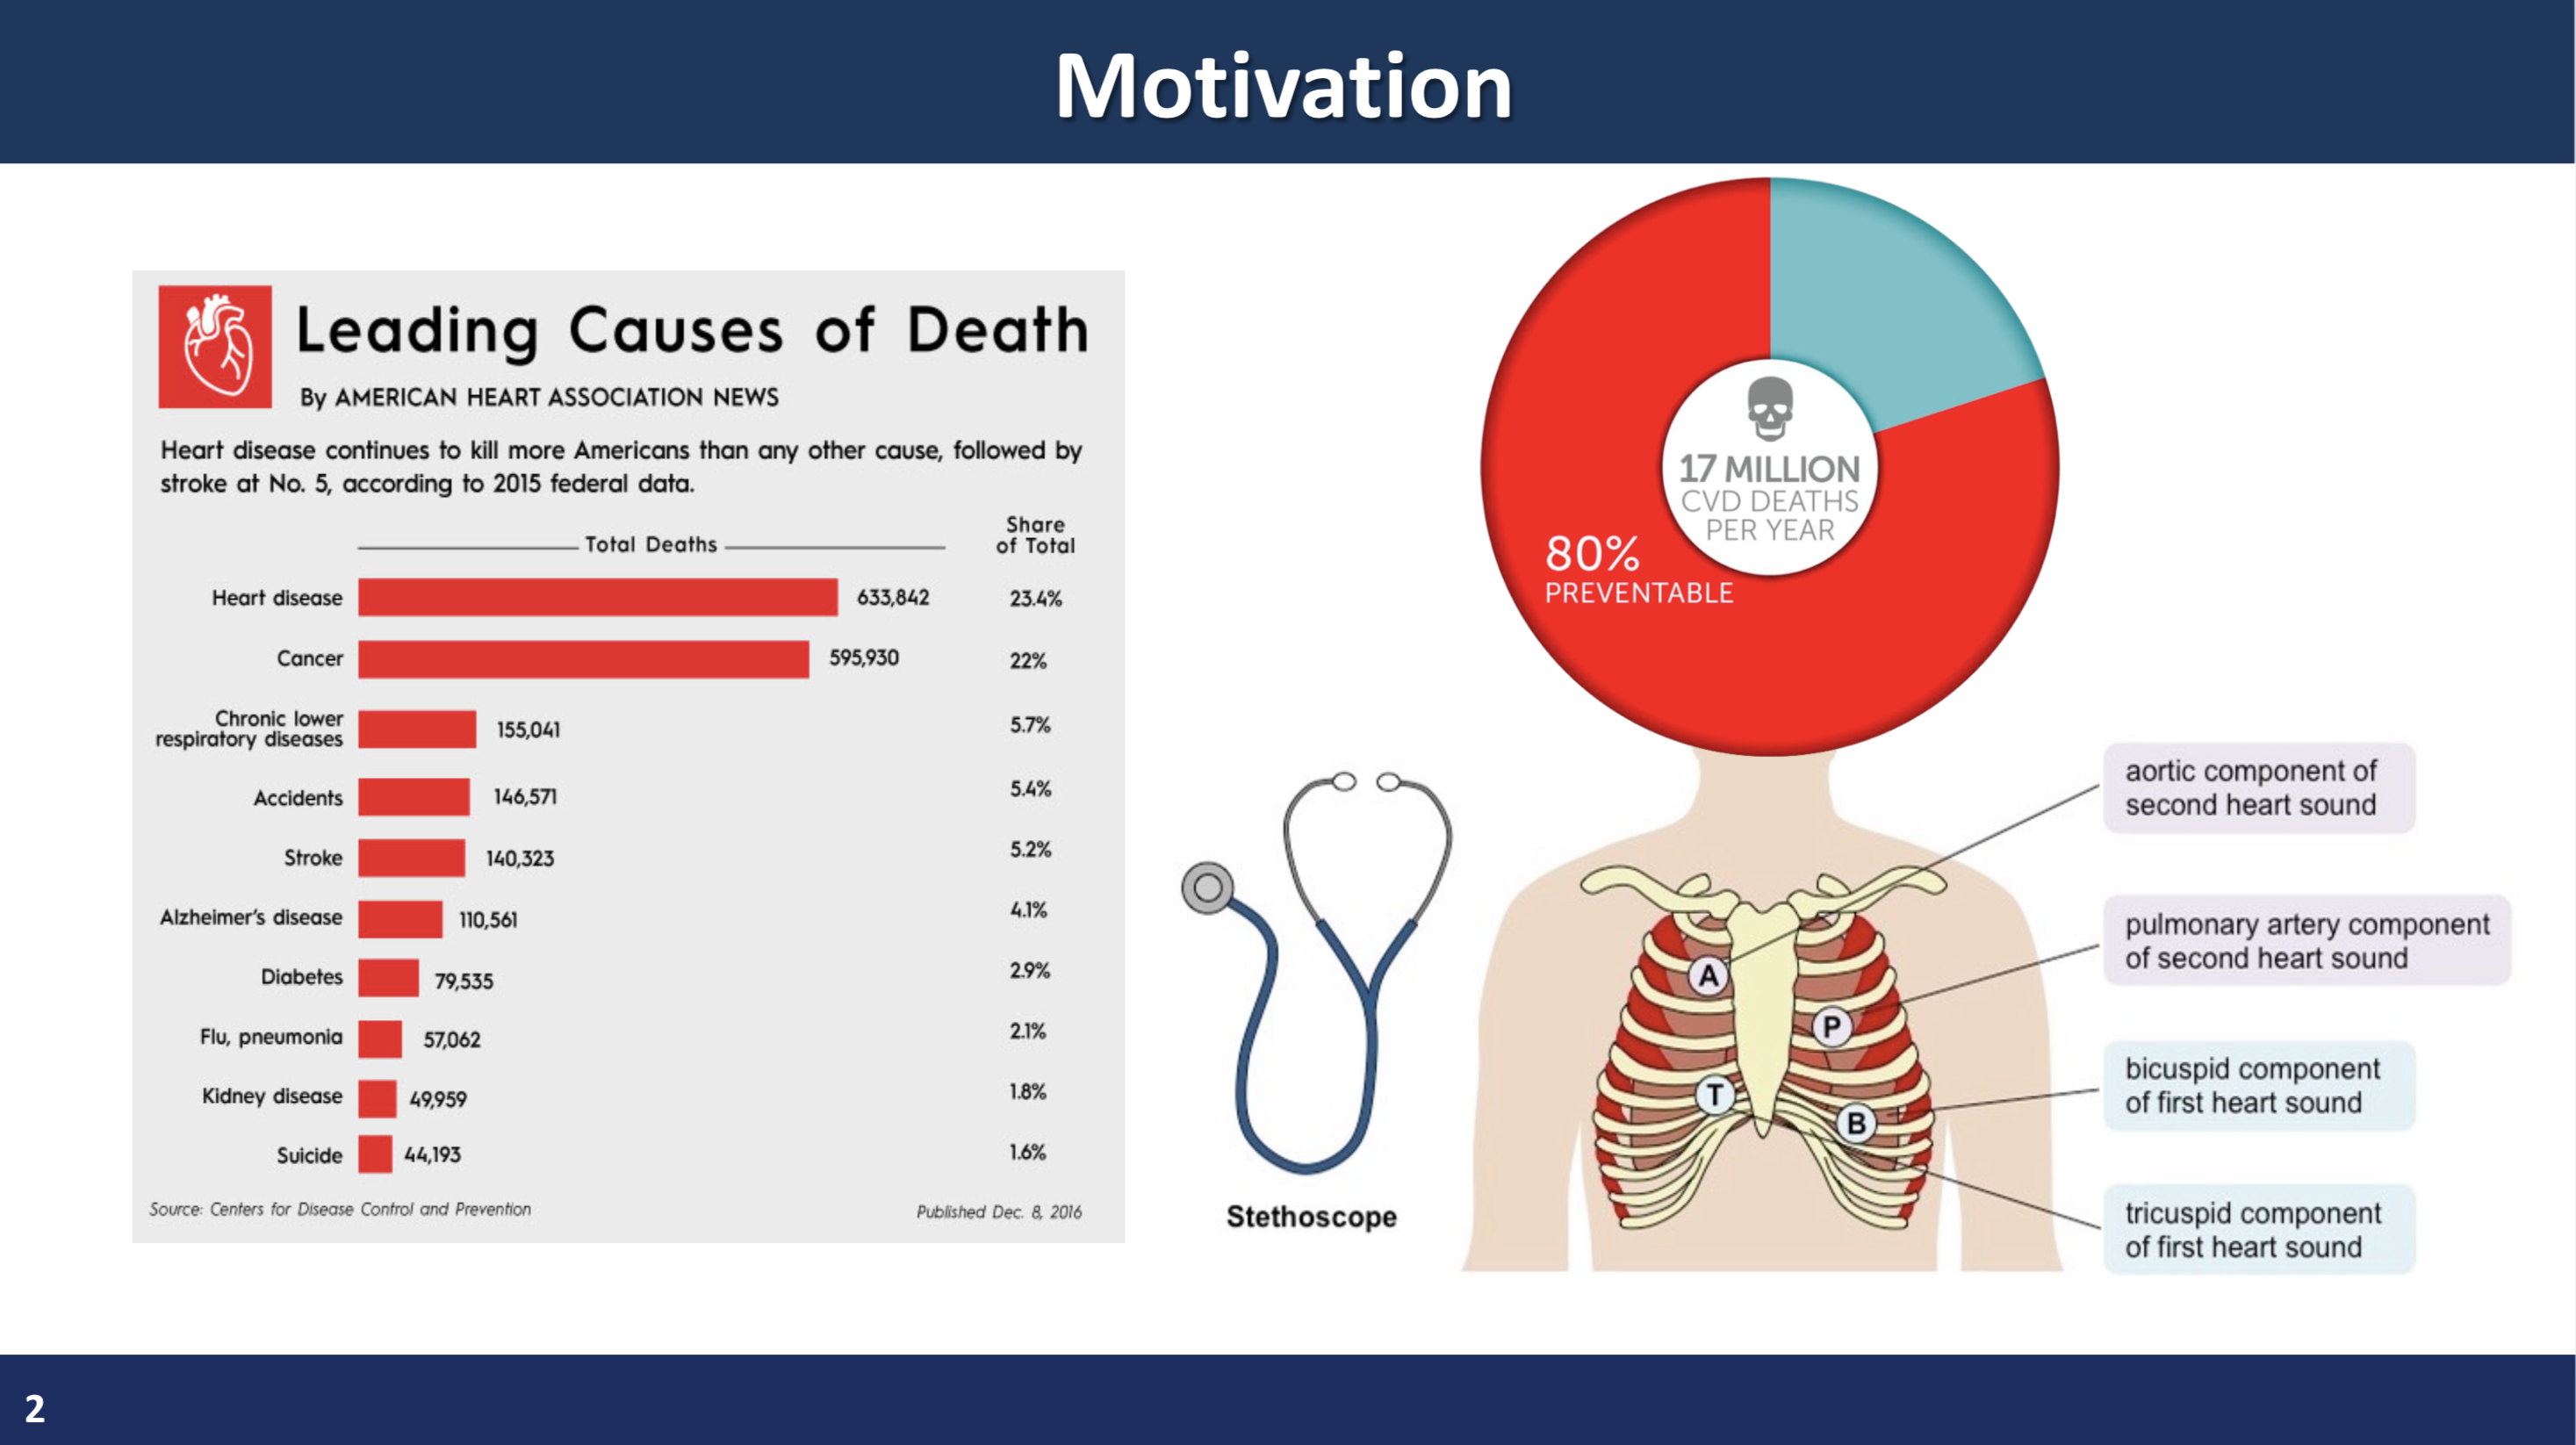 Motivation
Leading Causes of Death
By AMERICAN HEART ASSOCIATION NEWS
Heart disease continues to kill more Americans than any other cause, followed by
stroke at No. 5, according to 2015 federal data.
Total Deaths
Share
of Total
Heart disease 633,842 23.4%
Cancer 595,930 22%
Chronic lower
respiratory diseases 155,041 5.7%
Accidents 146,571 5.4%
Stroke 140,323 5.2%
Alzheimer's disease 110,561 4.1%
Diabetes 79,535 2.9%
Flu, pneumonia 57,062 2.1%
Kidney disease 49,959 1.8%
Suicide 44,193 1.6%
Source: Centers for Disease Control and Prevention
Published Dec. 8, 2016
17 MILLION
CVD DEATHS
PER YEAR
80%
PREVENTABLE
Stethoscope
A
P
T
B
aortic component of
second heart sound
pulmonary artery component
of second heart sound
bicuspid component
of first heart sound
tricuspid component
of first heart sound
2